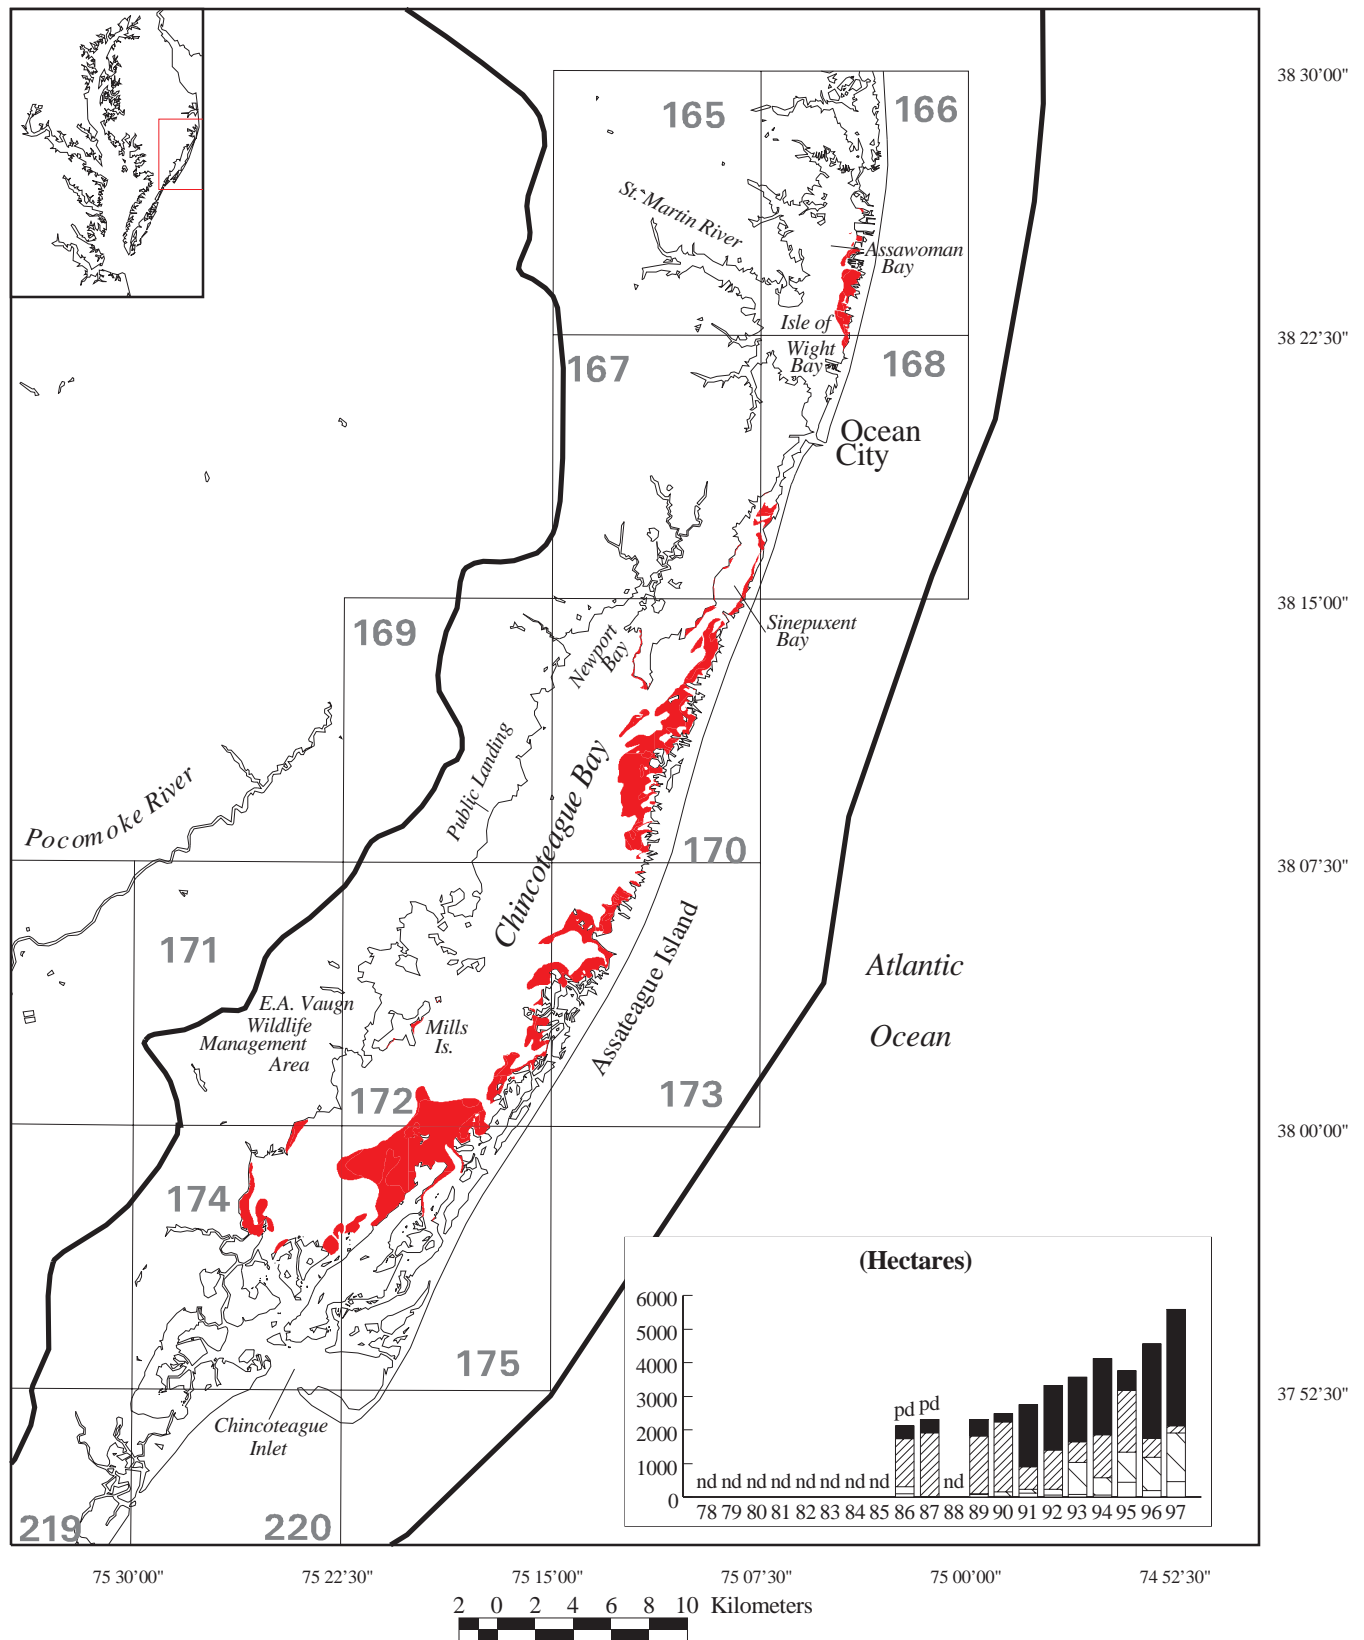 38 30'00"
165
166
St. Martin River
Assawoman
Bay
Isle of
Wight
Bay
38 22'30"
167
168
Ocean
City
38 15'00"
169
Newport
Bay
Sinepuxent
Bay
Public Landing
Chincoteague Bay
Pocomoke River
170
38 07'30"
171
Assateague Island
Atlantic
Ocean
E.A. Vaugn
Wildlife
Management
Area
Mills
Is.
172
173
38 00'00"
174
175
Chincoteague
Inlet
37 52'30"
219
220
(Hectares)
6000
5000
4000
3000
2000
1000
0
nd nd nd nd nd nd nd nd pd pd nd
78 79 80 81 82 83 84 85 86 87 88 89 90 91 92 93 94 95 96 97
75 30'00" 75 22'30" 75 15'00" 75 07'30" 75 00'00" 74 52'30"
2 0 2 4 6 8 10 Kilometers